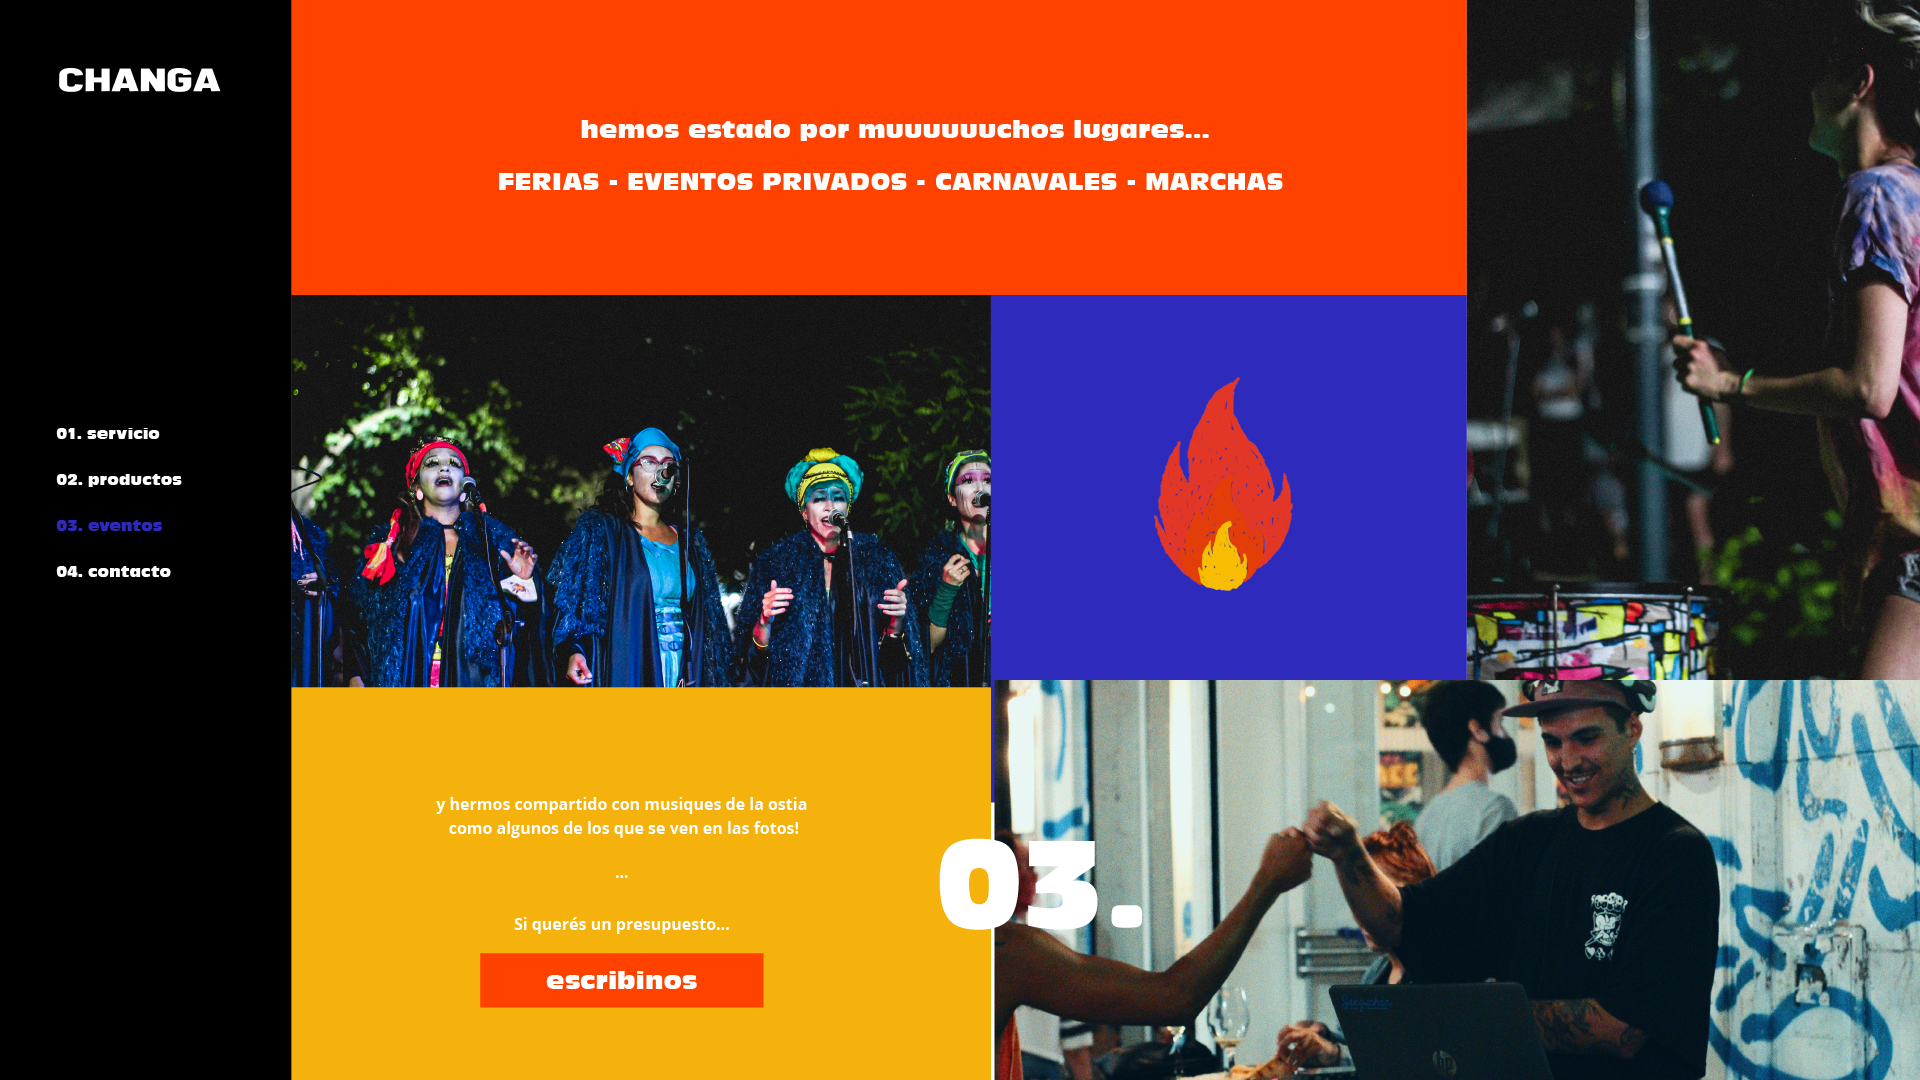 CHANGA
01. servicio
02. productos
03. eventos
04. contacto
hemos estado por muuuuuuchos lugares...
FERIAS - EVENTOS PRIVADOS - CARNAVALES - MARCHAS
y hermos compartido con musiques de la ostia
como algunos de los que se ven en las fotos!
...
Si querés un presupuesto...
escribinos
03.
hp